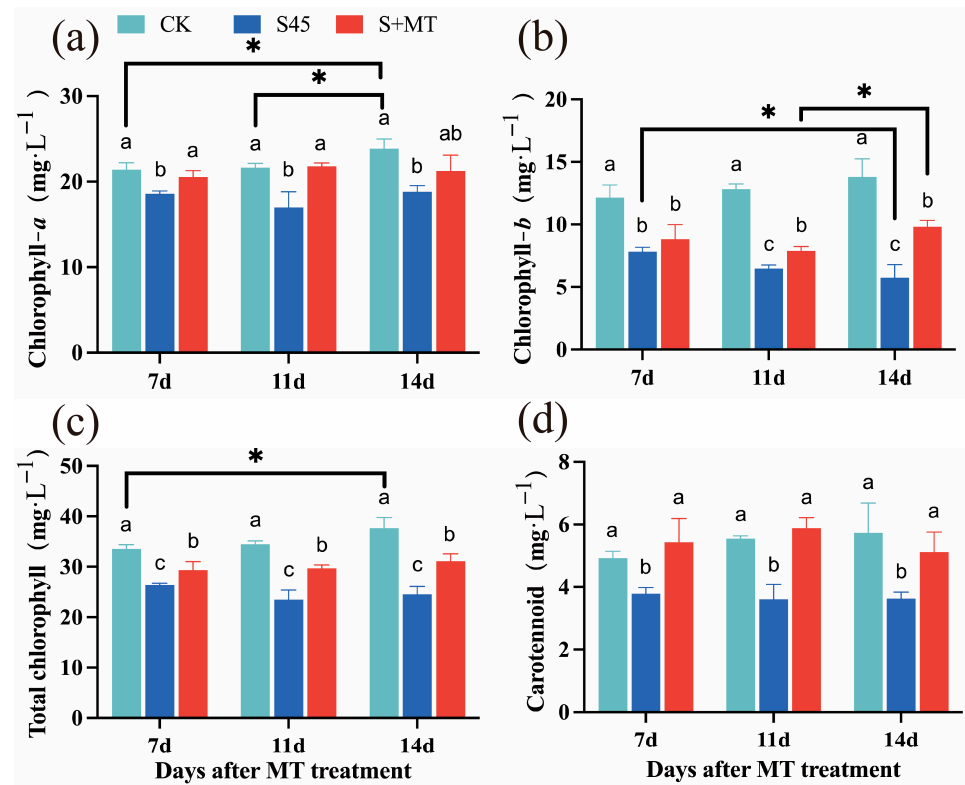 (a) CK S45 S+MT (b)
* *
* *
Chlorophyll-a (mg·L−1)
30
20
10
0
a b a a b a a b ab
7d 11d 14d
Chlorophyll-b (mg·L−1)
20
15
10
5
0
a b b a c b a c b
7d 11d 14d
(c) (d)
*
Total chlorophyll (mg·L−1)
50
40
30
20
10
0
a c b a c b a c b
7d 11d 14d
Days after MT treatment
Carotennoid (mg·L−1)
8
6
4
2
0
a b a a b a a b a
7d 11d 14d
Days after MT treatment